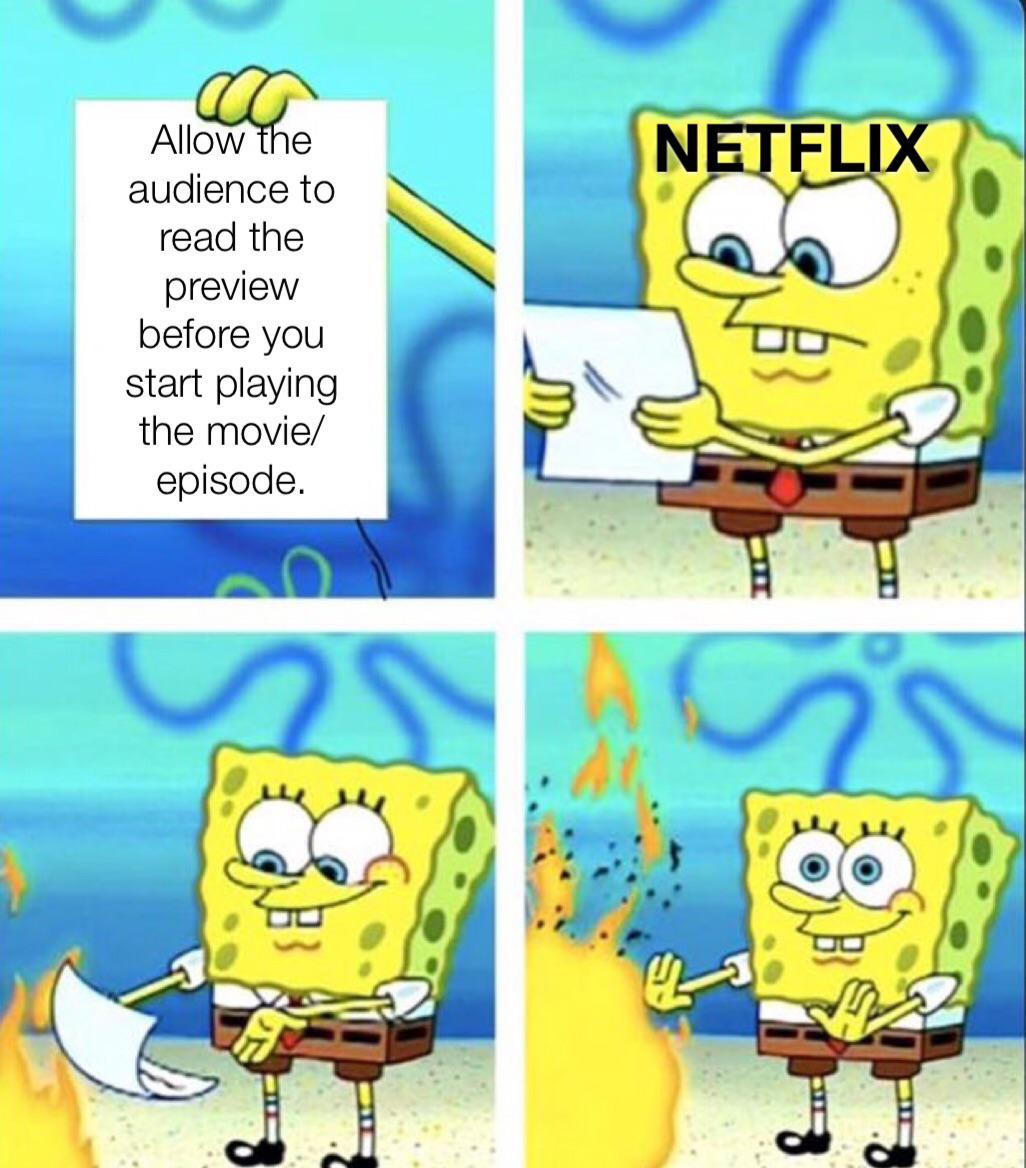 Allow the
audience to
read the
preview
before you
start playing
the movie/
episode.
NETFLIX